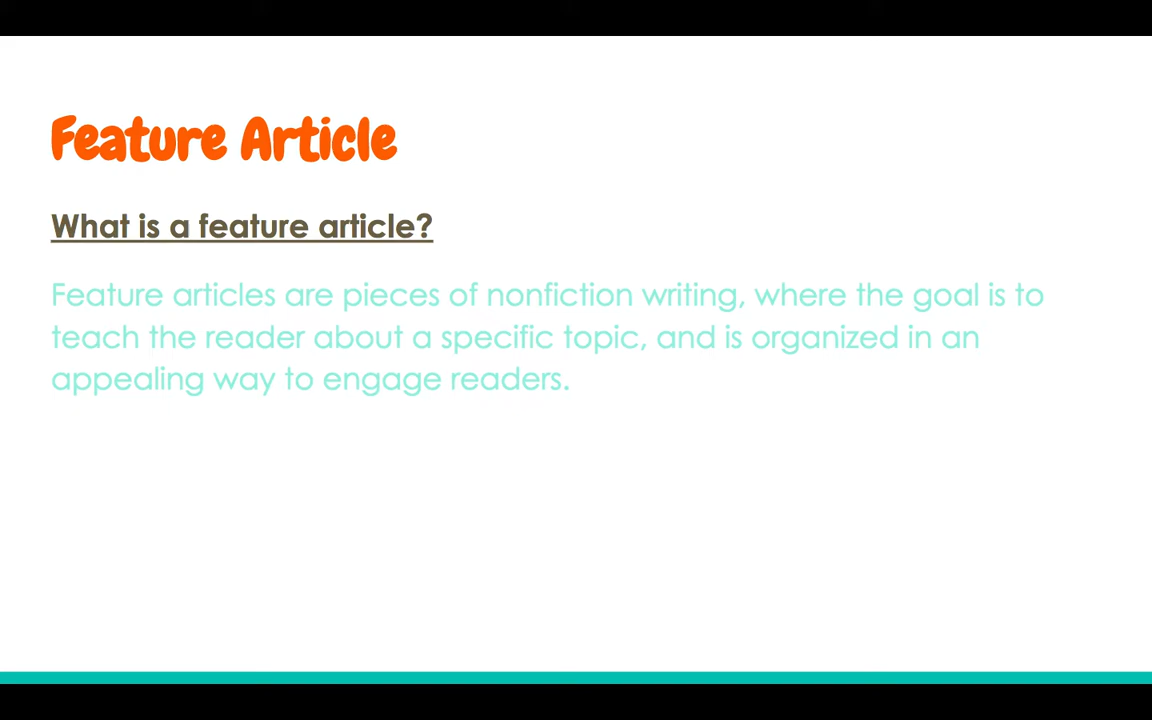 Feature Article
What is a feature article?
Feature articles are pieces of nonfiction writing, where the goal is to
teach the reader about a specific topic, and is organized in an
appealing way to engage readers.